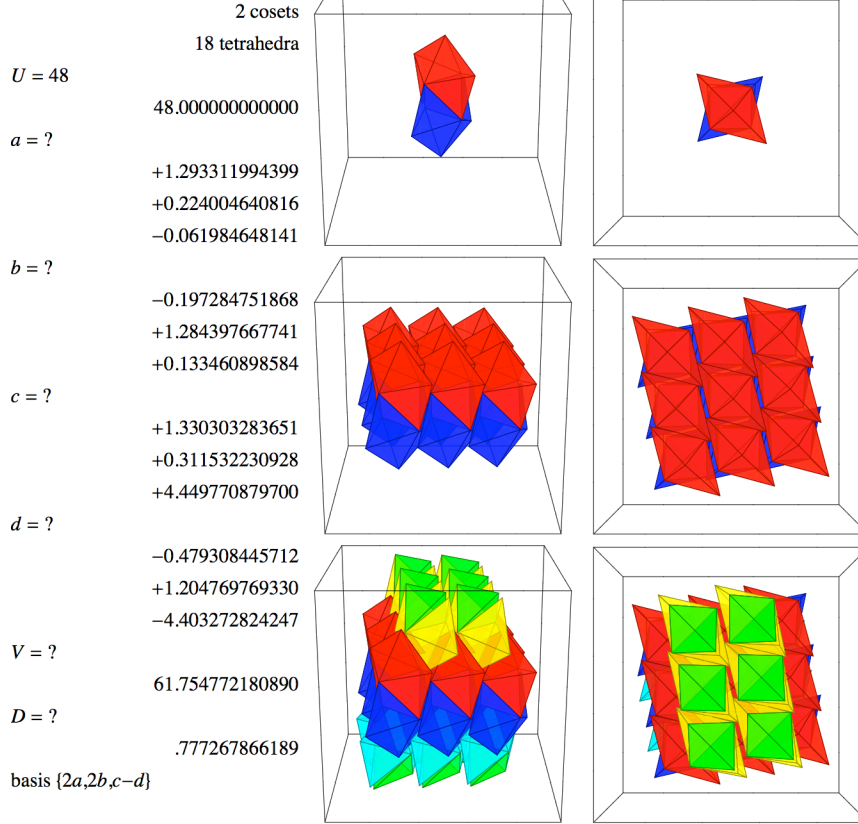 2 cosets
18 tetrahedra
U = 48
48.000000000000
a = ?
+1.293311994399
+0.224004640816
−0.061984648141
b = ?
−0.197284751868
+1.284397667741
+0.133460898584
c = ?
+1.330303283651
+0.311532230928
+4.449770879700
d = ?
−0.479308445712
+1.204769769330
−4.403272824247
V = ?
61.754772180890
D = ?
.777267866189
basis {2a,2b,c−d}